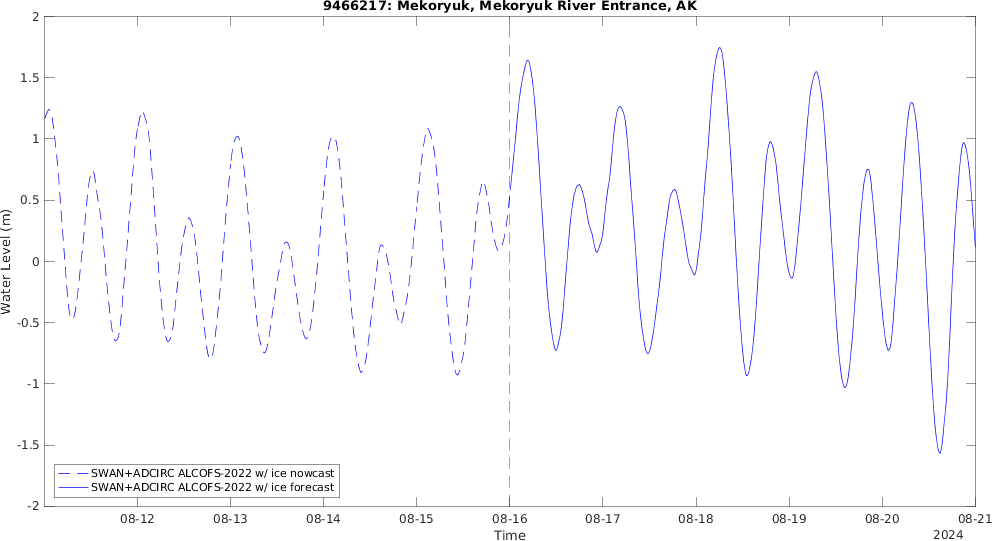 9466217: Mekoryuk, Mekoryuk River Entrance, AK
2
1.5
1
0.5
0
-0.5
-1
-1.5
-2
Water Level (m)
SWAN+ADCIRC ALCOFS-2022 w/ ice nowcast
SWAN+ADCIRC ALCOFS-2022 w/ ice forecast
08-12 08-13 08-14 08-15 08-16 08-17 08-18 08-19 08-20 08-21
Time
2024